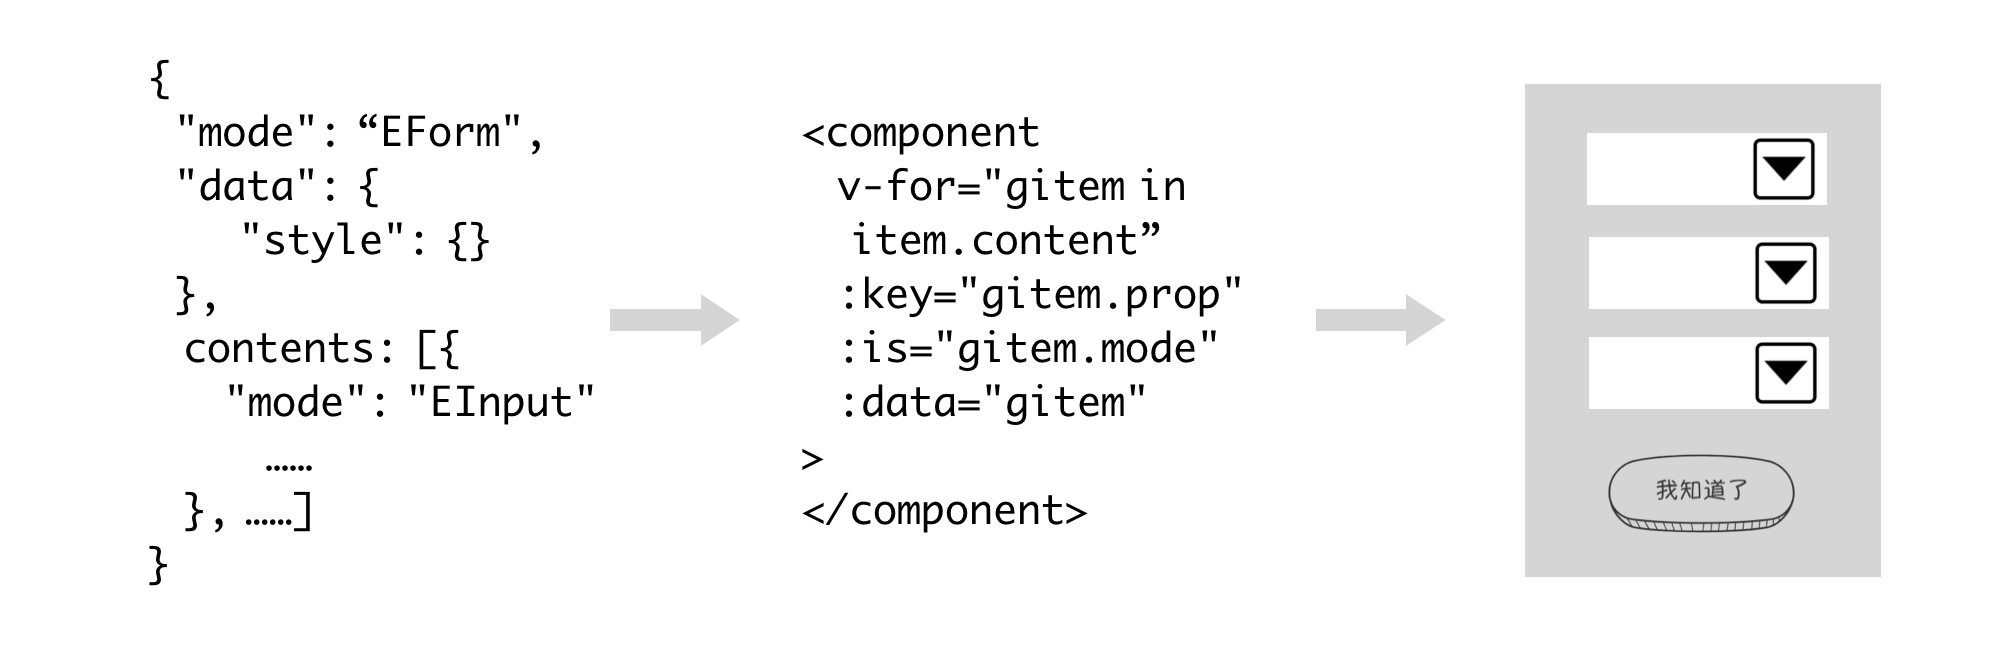 {
"mode": “EForm",
"data": {
"style": {}
},
contents: [{
"mode": "EInput"
……
}, ……]
}
<component
v-for="gitem in
item.content”
:key="gitem.prop"
:is="gitem.mode"
:data="gitem"
>
</component>
我知道了